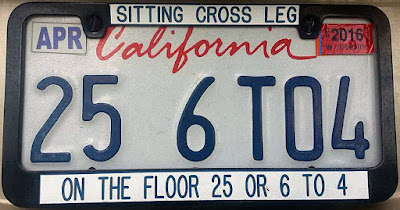 SITTING CROSS LEG
APR California 2016
25 6TO4
ON THE FLOOR 25 OR 6 TO 4